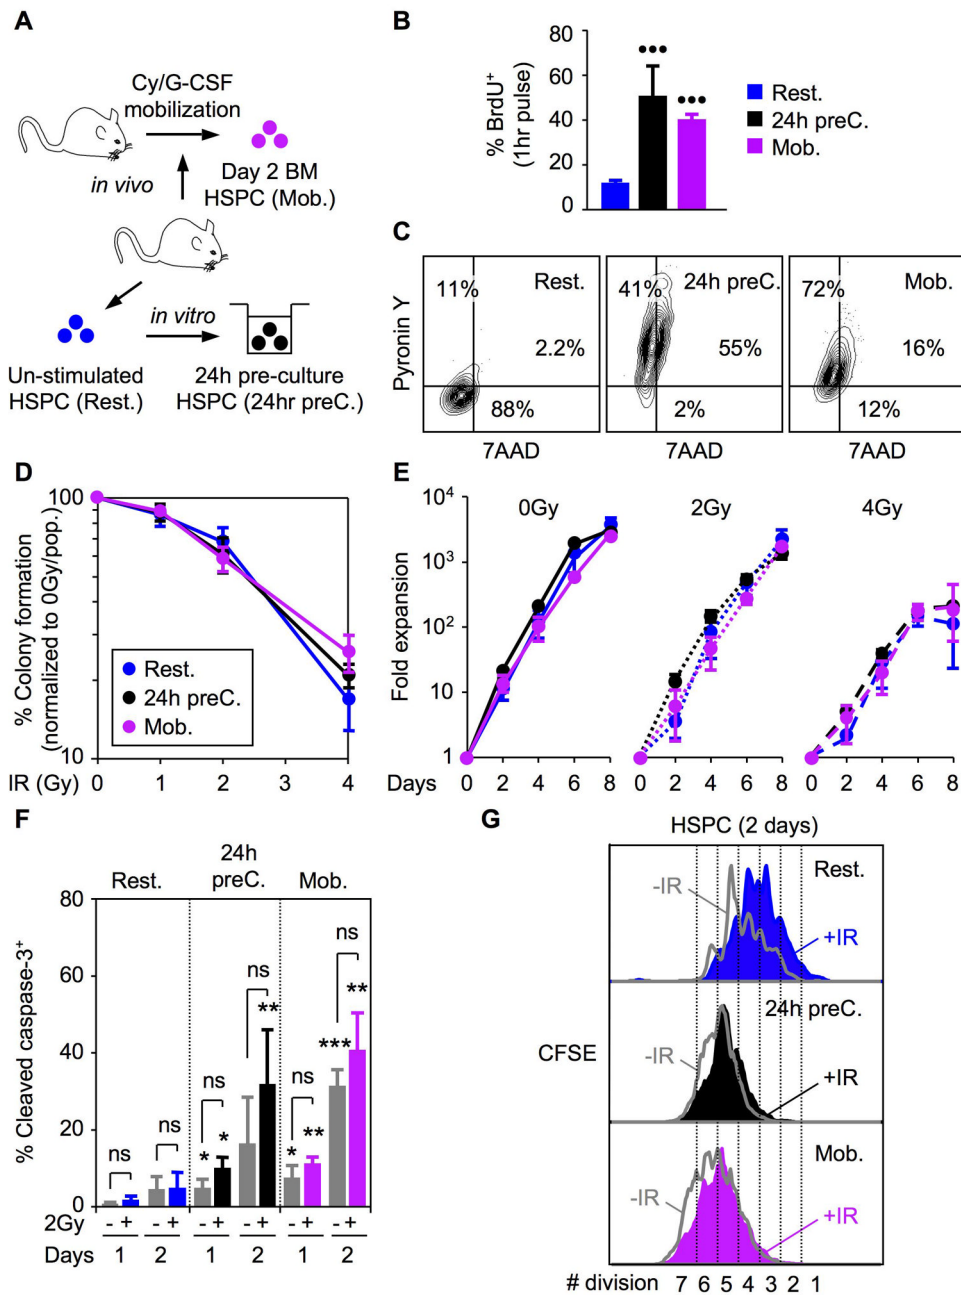 A
Cy/G-CSF
mobilization
in vivo
Day 2 BM
HSPC (Mob.)
in vitro
Un-stimulated
HSPC (Rest.)
24h pre-culture
HSPC (24hr preC.)
B
% BrdU+
(1hr pulse)
80
60
40
20
0
Rest.
24h preC.
Mob.
C
Pyronin Y
11% Rest.
2.2%
88%
7AAD
41% 24h preC.
55%
2%
7AAD
72% Mob.
16%
12%
7AAD
D
% Colony formation
(normalized to 0Gy/pop.)
100
10
Rest.
24h preC.
Mob.
IR (Gy) 0 1 2 3 4
E
Fold expansion
10⁴
10³
10²
10
1
0Gy 2Gy 4Gy
Days 0 2 4 6 8 0 2 4 6 8 0 2 4 6 8
F
% Cleaved caspase-3+
80
60
40
20
0
Rest. 24h preC. Mob.
ns ns ns ns ns ns
* * ** * ** *** **
2Gy - + - + - + - + - + - +
Days 1 2 1 2 1 2
G
HSPC (2 days)
CFSE
Rest.
-IR
+IR
24h preC.
-IR
+IR
Mob.
-IR
+IR
# division 7 6 5 4 3 2 1